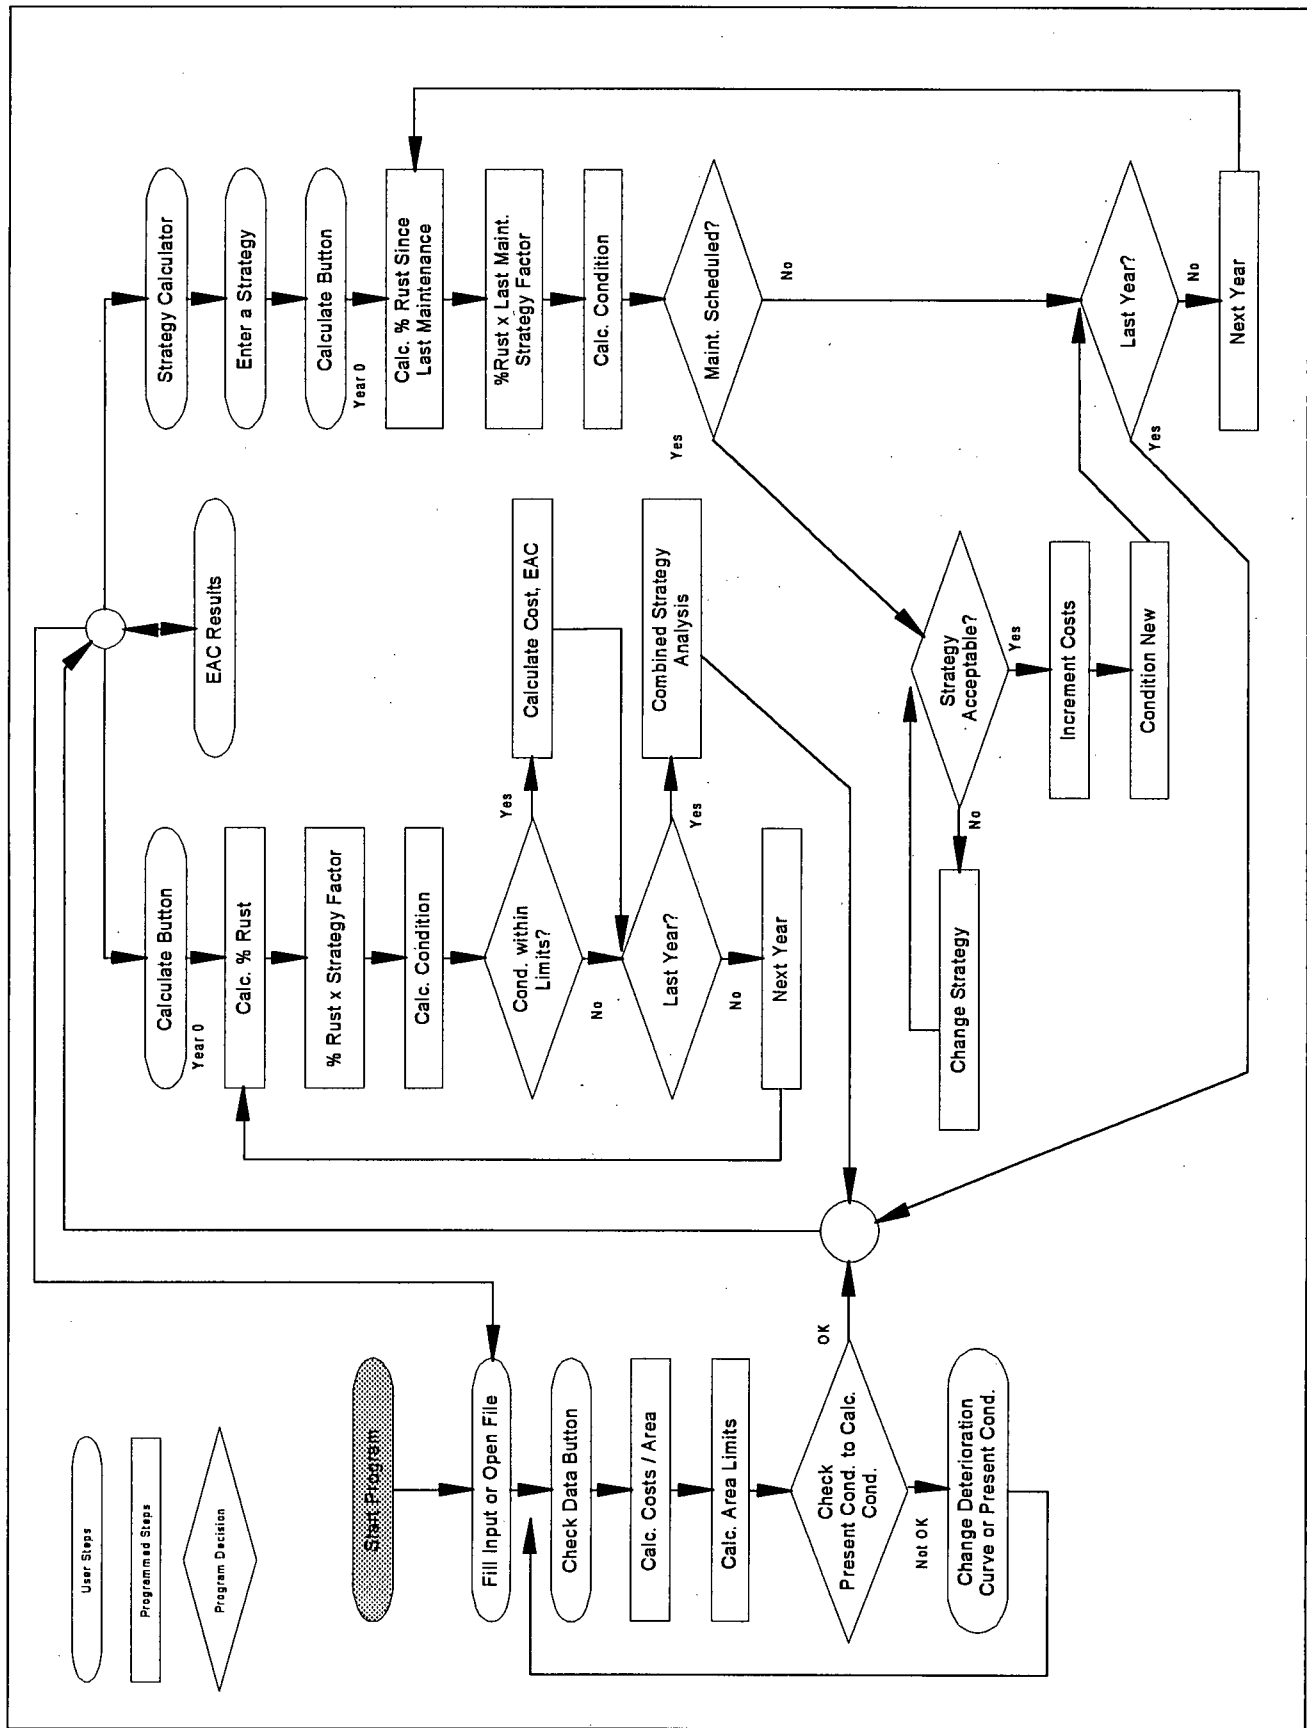 User Steps
Programmed Steps
Program Decision
Start Program
Fill Input or Open File
Check Data Button
Calc. Costs / Area
Calc. Area Limits
Check
Present Cond. to Calc.
Cond.
OK
Not OK
Change Deterioration
Curve or Present Cond.
Calculate Button
Year 0
Calc. % Rust
% Rust x Strategy Factor
Calc. Condition
Cond. within
Limits?
Yes
No
Calculate Cost, EAC
Last Year?
Yes
No
Combined Strategy
Analysis
Next Year
EAC Results
Strategy Calculator
Enter a Strategy
Calculate Button
Year 0
Calc. % Rust Since
Last Maintenance
%Rust x Last Maint.
Strategy Factor
Calc. Condition
Maint. Scheduled?
Yes
No
Strategy
Acceptable?
Yes
No
Change Strategy
Increment Costs
Condition New
Last Year?
Yes
No
Next Year